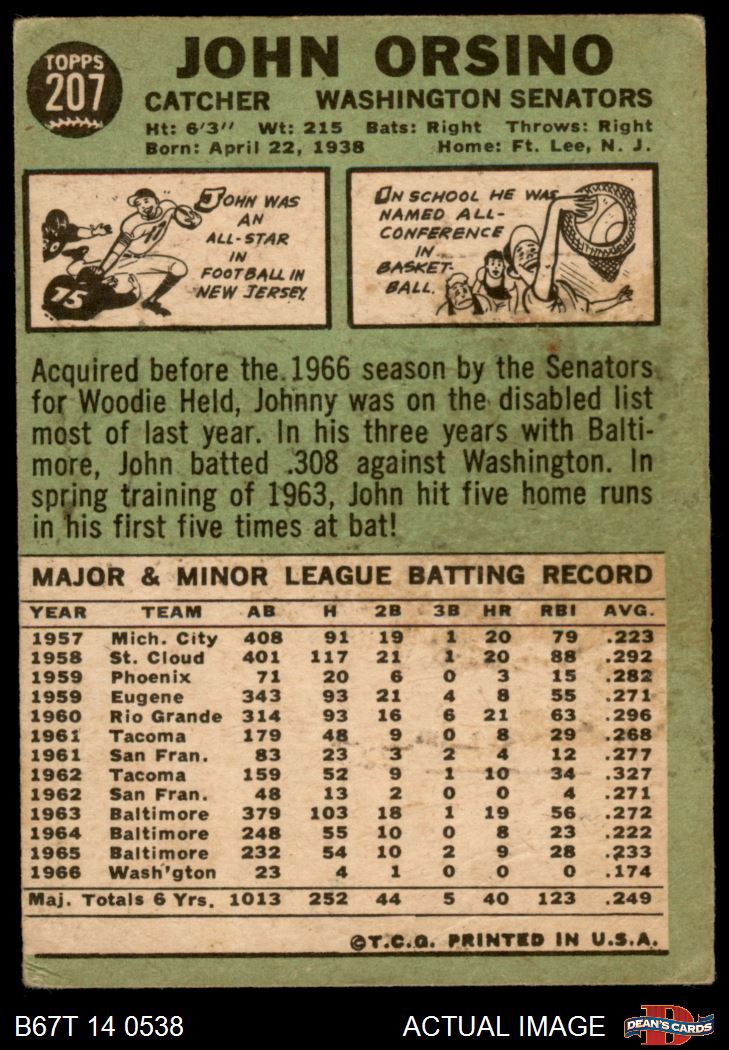 TOPPS
207
JOHN ORSINO
CATCHER WASHINGTON SENATORS
Ht: 6'3" Wt: 215 Bats: Right Throws: Right
Born: April 22, 1938 Home: Ft. Lee, N. J.
JOHN WAS
AN
ALL-STAR
IN
FOOTBALL IN
NEW JERSEY.
15
IN SCHOOL HE WAS
NAMED ALL-
CONFERENCE
IN
BASKET-
BALL.
Acquired before the 1966 season by the Senators
for Woodie Held, Johnny was on the disabled list
most of last year. In his three years with Balti-
more, John batted .308 against Washington. In
spring training of 1963, John hit five home runs
in his first five times at bat!
MAJOR & MINOR LEAGUE BATTING RECORD
YEAR TEAM AB H 2B 3B HR RBI AVG.
1957 Mich. City 408 91 19 1 20 79 .223
1958 St. Cloud 401 117 21 1 20 88 .292
1959 Phoenix 71 20 6 0 3 15 .282
1959 Eugene 343 93 21 4 8 55 .271
1960 Rio Grande 314 93 16 6 21 63 .296
1961 Tacoma 179 48 9 0 8 29 .268
1961 San Fran. 83 23 3 2 4 12 .277
1962 Tacoma 159 52 9 1 10 34 .327
1962 San Fran. 48 13 2 0 0 4 .271
1963 Baltimore 379 103 18 1 19 56 .272
1964 Baltimore 248 55 10 0 8 23 .222
1965 Baltimore 232 54 10 2 9 28 .233
1966 Wash'gton 23 4 1 0 0 0 .174
Maj. Totals 6 Yrs. 1013 252 44 5 40 123 .249
©T.C.G. PRINTED IN U.S.A.
B67T 14 0538 ACTUAL IMAGE DEAN'S CARDS